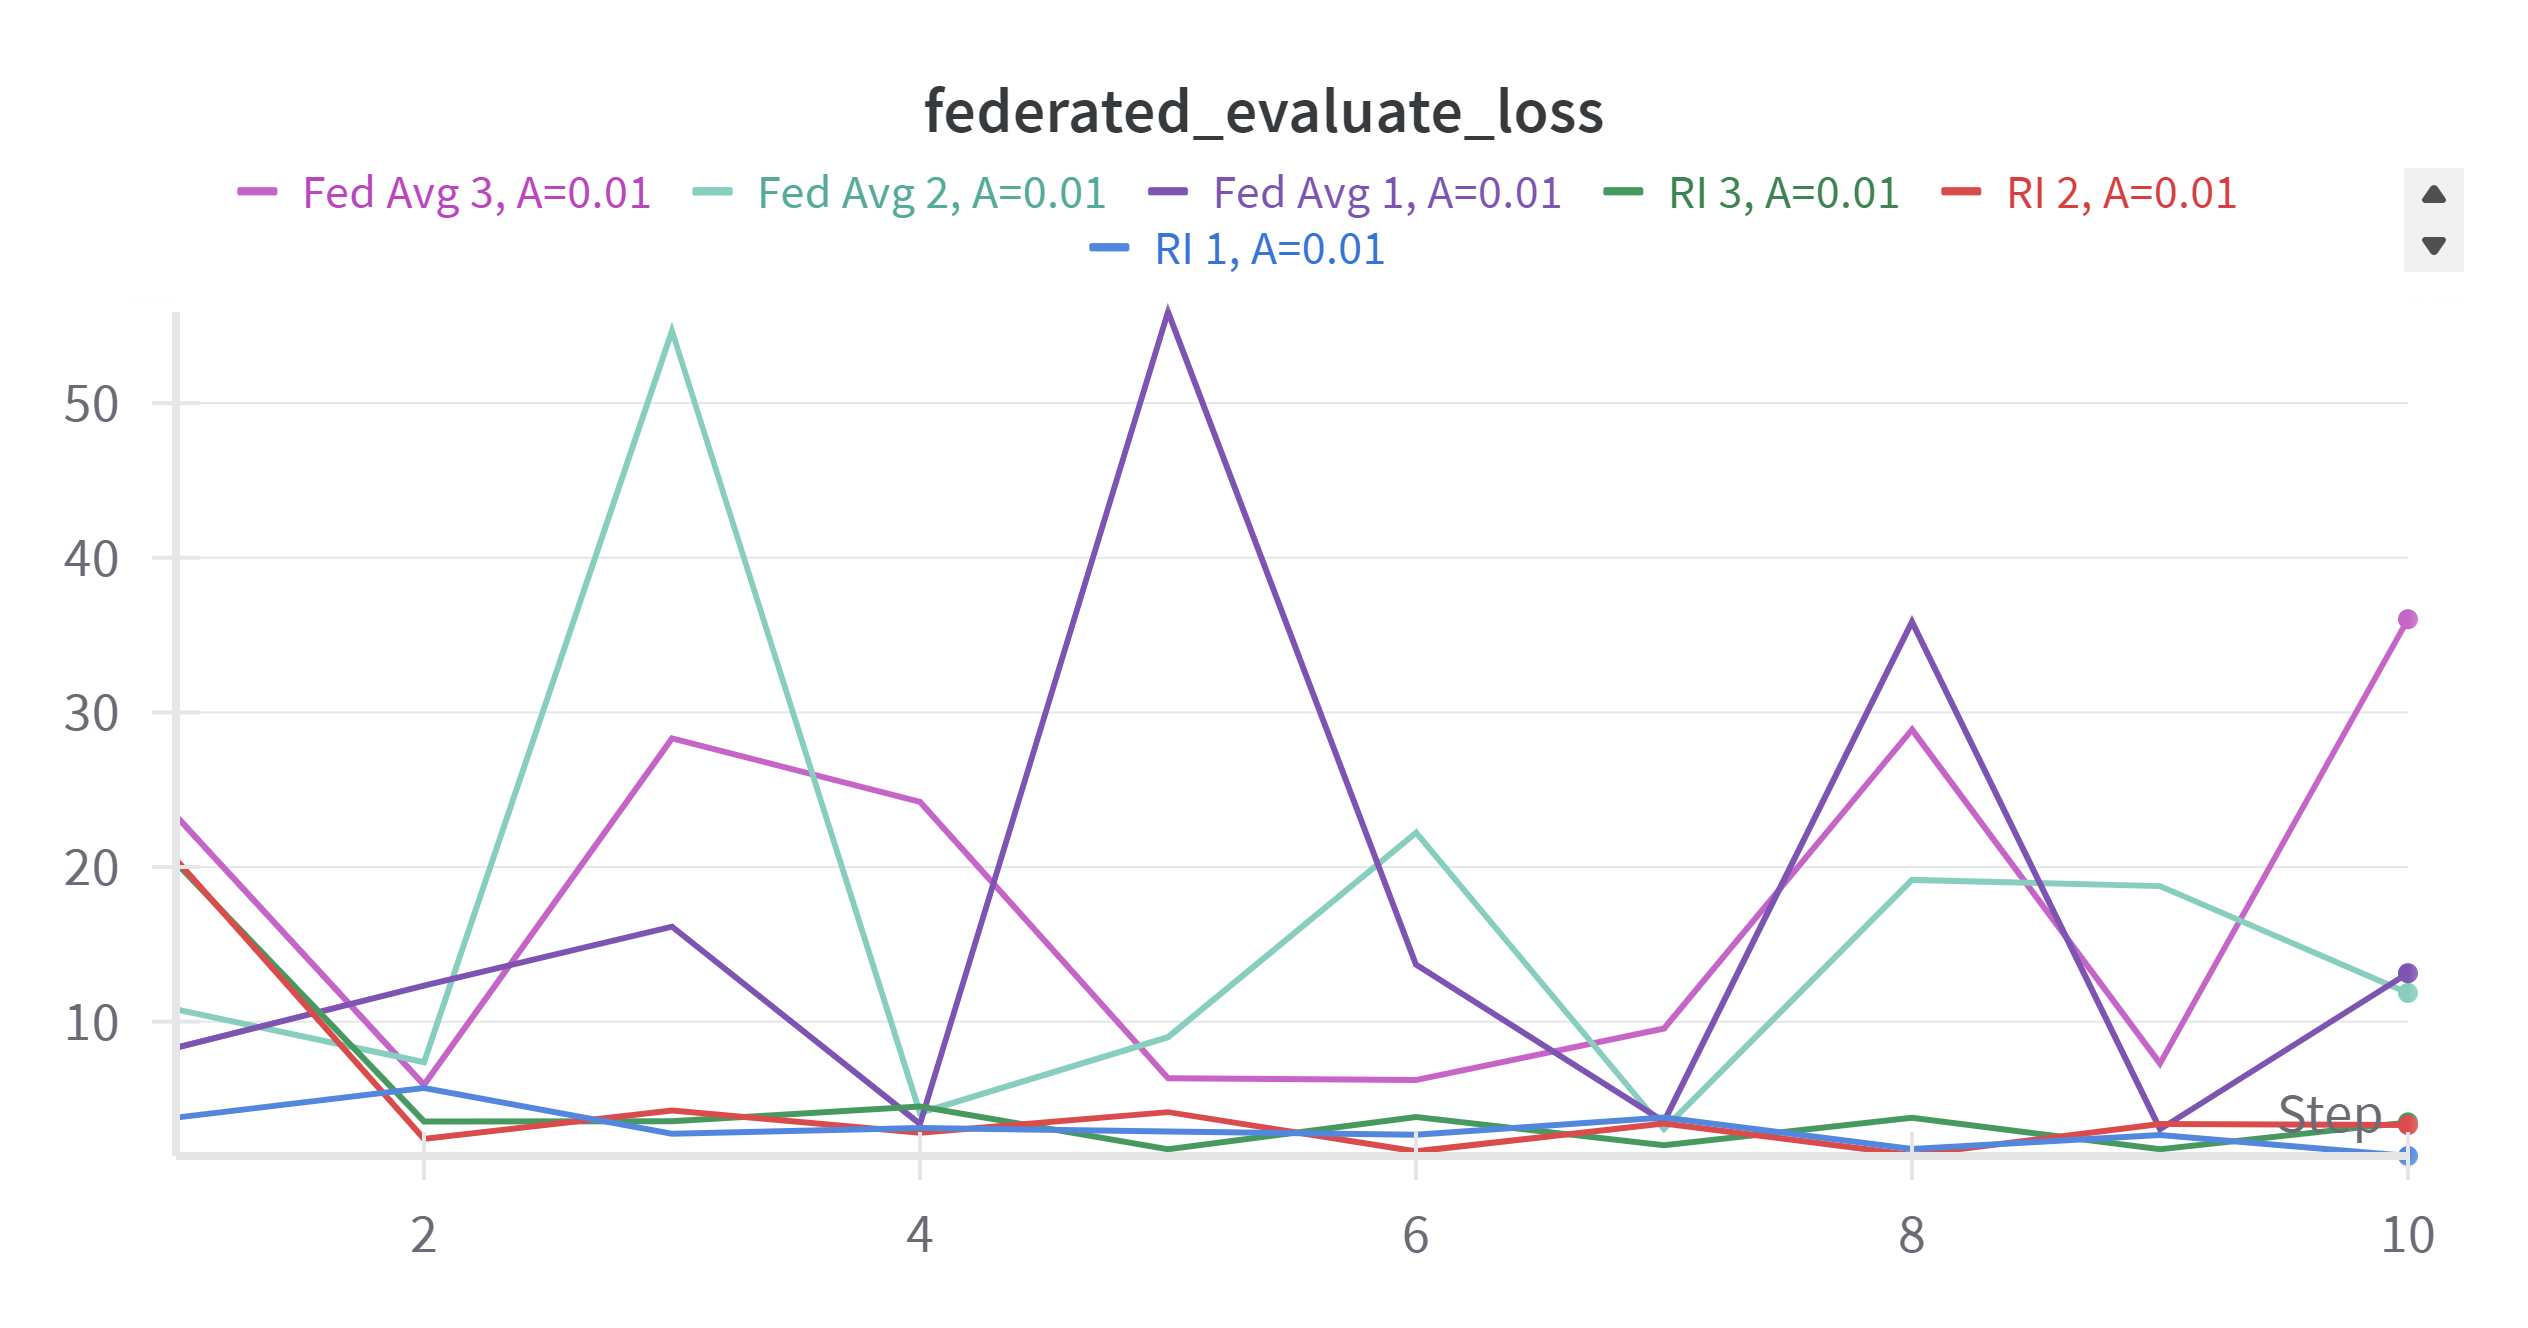 federated_evaluate_loss
Fed Avg 3, A=0.01 Fed Avg 2, A=0.01 Fed Avg 1, A=0.01 RI 3, A=0.01 RI 2, A=0.01
RI 1, A=0.01
50
40
30
20
10
Step
2 4 6 8 10